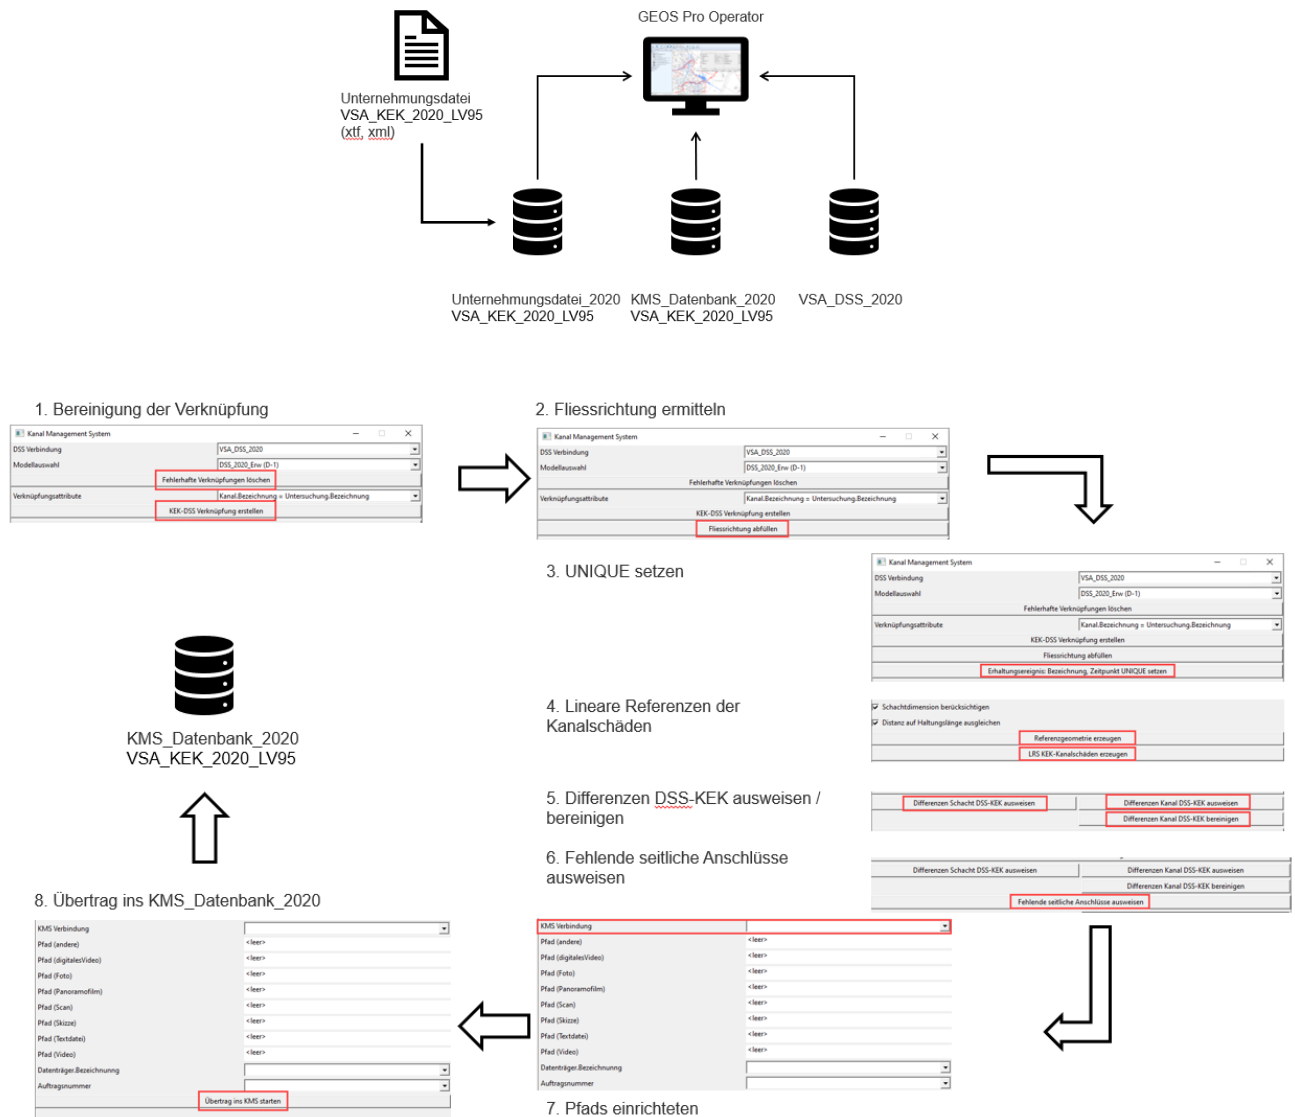 GEOS Pro Operator
Unternehmungsdatei
VSA_KEK_2020_LV95
(xtf, xml)
Unternehmungsdatei_2020
VSA_KEK_2020_LV95
KMS_Datenbank_2020
VSA_KEK_2020_LV95
VSA_DSS_2020
1. Bereinigung der Verknüpfung
Kanal Management System
DSS Verbindung
VSA_DSS_2020
Modellauswahl
DSS_2020_Erw (D-1)
Fehlerhafte Verknüpfungen löschen
Verknüpfungsattribute
Kanal.Bezeichnung = Untersuchung.Bezeichnung
KEK-DSS Verknüpfung erstellen
2. Fliessrichtung ermitteln
Kanal Management System
DSS Verbindung
VSA_DSS_2020
Modellauswahl
DSS_2020_Erw (D-1)
Fehlerhafte Verknüpfungen löschen
Verknüpfungsattribute
Kanal.Bezeichnung = Untersuchung.Bezeichnung
KEK-DSS Verknüpfung erstellen
Fliessrichtung abfüllen
3. UNIQUE setzen
Kanal Management System
DSS Verbindung
VSA_DSS_2020
Modellauswahl
DSS_2020_Erw (D-1)
Fehlerhafte Verknüpfungen löschen
Verknüpfungsattribute
Kanal.Bezeichnung = Untersuchung.Bezeichnung
KEK-DSS Verknüpfung erstellen
Fliessrichtung abfüllen
Erhaltungsereignis: Bezeichnung, Zeitpunkt UNIQUE setzen
4. Lineare Referenzen der
Kanalschäden
Schachtdimension berücksichtigen
Distanz auf Haltungslänge ausgleichen
Referenzgeometrie erzeugen
LRS KEK-Kanalschäden erzeugen
5. Differenzen DSS-KEK ausweisen /
bereinigen
Differenzen Schacht DSS-KEK ausweisen
Differenzen Kanal DSS-KEK ausweisen
Differenzen Kanal DSS-KEK bereinigen
6. Fehlende seitliche Anschlüsse
ausweisen
Differenzen Schacht DSS-KEK ausweisen
Differenzen Kanal DSS-KEK ausweisen
Differenzen Kanal DSS-KEK bereinigen
Fehlende seitliche Anschlüsse ausweisen
KMS Verbindung
Pfad (andere)
<leer>
Pfad (digitalesVideo)
<leer>
Pfad (Foto)
<leer>
Pfad (Panoramofilm)
<leer>
Pfad (Scan)
<leer>
Pfad (Skizze)
<leer>
Pfad (Textdatei)
<leer>
Pfad (Video)
<leer>
Datenträger.Bezeichnunng
Auftragsnummer
7. Pfads einrichteten
8. Übertrag ins KMS_Datenbank_2020
KMS Verbindung
Pfad (andere)
<leer>
Pfad (digitalesVideo)
<leer>
Pfad (Foto)
<leer>
Pfad (Panoramofilm)
<leer>
Pfad (Scan)
<leer>
Pfad (Skizze)
<leer>
Pfad (Textdatei)
<leer>
Pfad (Video)
<leer>
Datenträger.Bezeichnunng
Auftragsnummer
Übertrag ins KMS starten
KMS_Datenbank_2020
VSA_KEK_2020_LV95